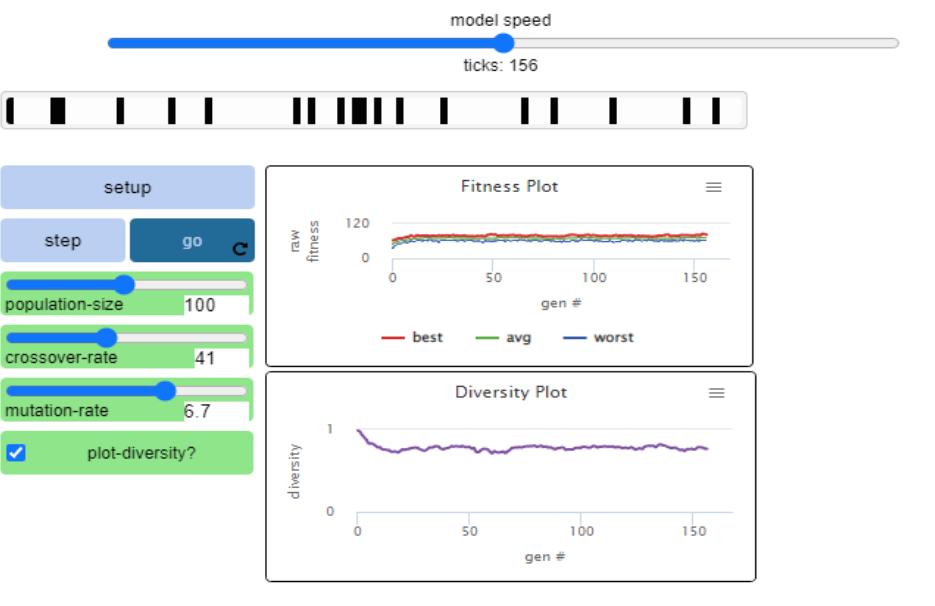 model speed
ticks: 156
setup
step
go
population-size 100
crossover-rate 41
mutation-rate 6.7
plot-diversity?
Fitness Plot
raw
fitness
120
0
0 50 100 150
gen #
best avg worst
Diversity Plot
diversity
1
0
0 50 100 150
gen #